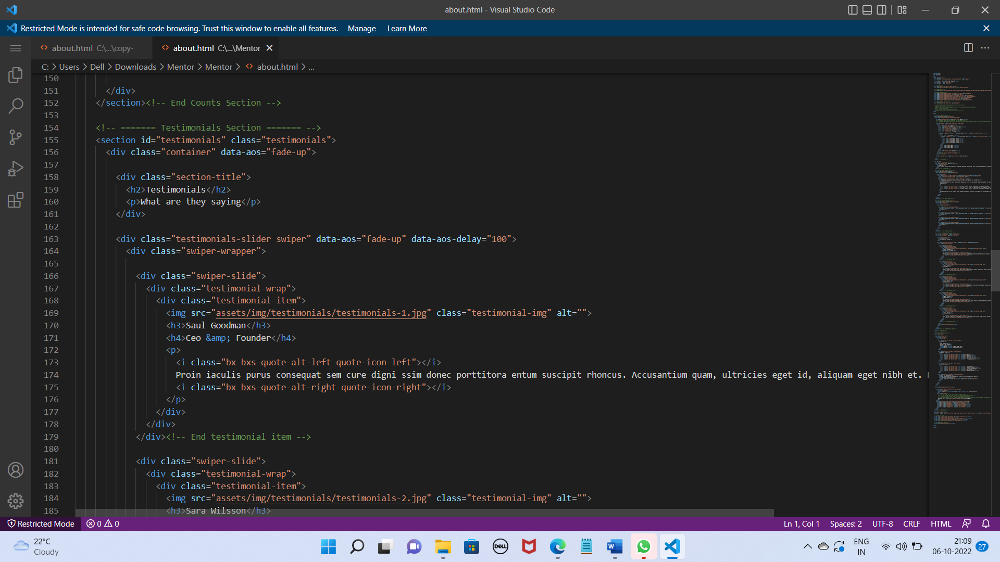 about.html - Visual Studio Code
Restricted Mode is intended for safe code browsing. Trust this window to enable all features. Manage Learn More
about.html C:\...\copy- about.html C:\...\Mentor
C: > Users > Dell > Downloads > Mentor > Mentor > about.html > ...
150
151 </div>
152 </section><!-- End Counts Section -->
153
154 <!-- ======= Testimonials Section ======= -->
155 <section id="testimonials" class="testimonials">
156 <div class="container" data-aos="fade-up">
157
158 <div class="section-title">
159 <h2>Testimonials</h2>
160 <p>What are they saying</p>
161 </div>
162
163 <div class="testimonials-slider swiper" data-aos="fade-up" data-aos-delay="100">
164 <div class="swiper-wrapper">
165
166 <div class="swiper-slide">
167 <div class="testimonial-wrap">
168 <div class="testimonial-item">
169 <img src="assets/img/testimonials/testimonials-1.jpg" class="testimonial-img" alt="">
170 <h3>Saul Goodman</h3>
171 <h4>Ceo &amp; Founder</h4>
172 <p>
173 <i class="bx bxs-quote-alt-left quote-icon-left"></i>
174 Proin iaculis purus consequat sem cure digni ssim donec porttitora entum suscipit rhoncus. Accusantium quam, ultricies eget id, aliquam eget nibh et.
175 <i class="bx bxs-quote-alt-right quote-icon-right"></i>
176 </p>
177 </div>
178 </div>
179 </div><!-- End testimonial item -->
180
181 <div class="swiper-slide">
182 <div class="testimonial-wrap">
183 <div class="testimonial-item">
184 <img src="assets/img/testimonials/testimonials-2.jpg" class="testimonial-img" alt="">
185 <h3>Sara Wilsson</h3>
Restricted Mode 0 0 Ln 1, Col 1 Spaces: 2 UTF-8 CRLF HTML
22°C
Cloudy
DELL
W
ENG
IN
21:09
06-10-2022
27